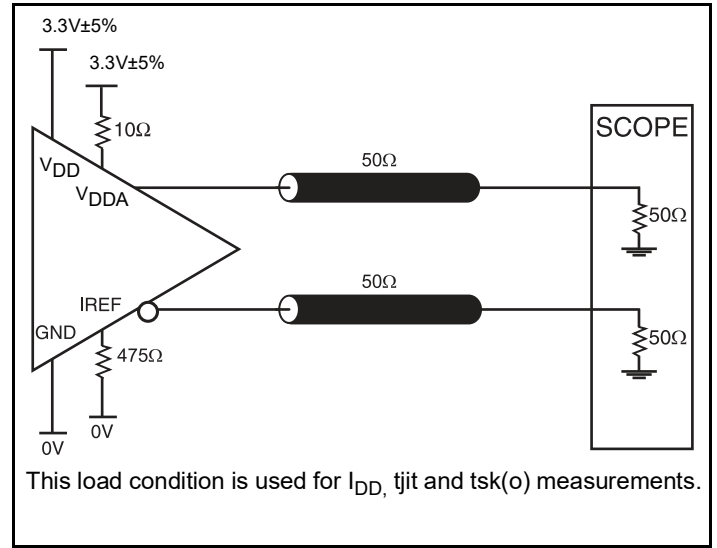 3.3V±5%
3.3V±5%
10Ω
SCOPE
50Ω
VDD
VDDA
50Ω
50Ω
IREF
GND
50Ω
475Ω
0V
0V
This load condition is used for IDD, tjit and tsk(o) measurements.